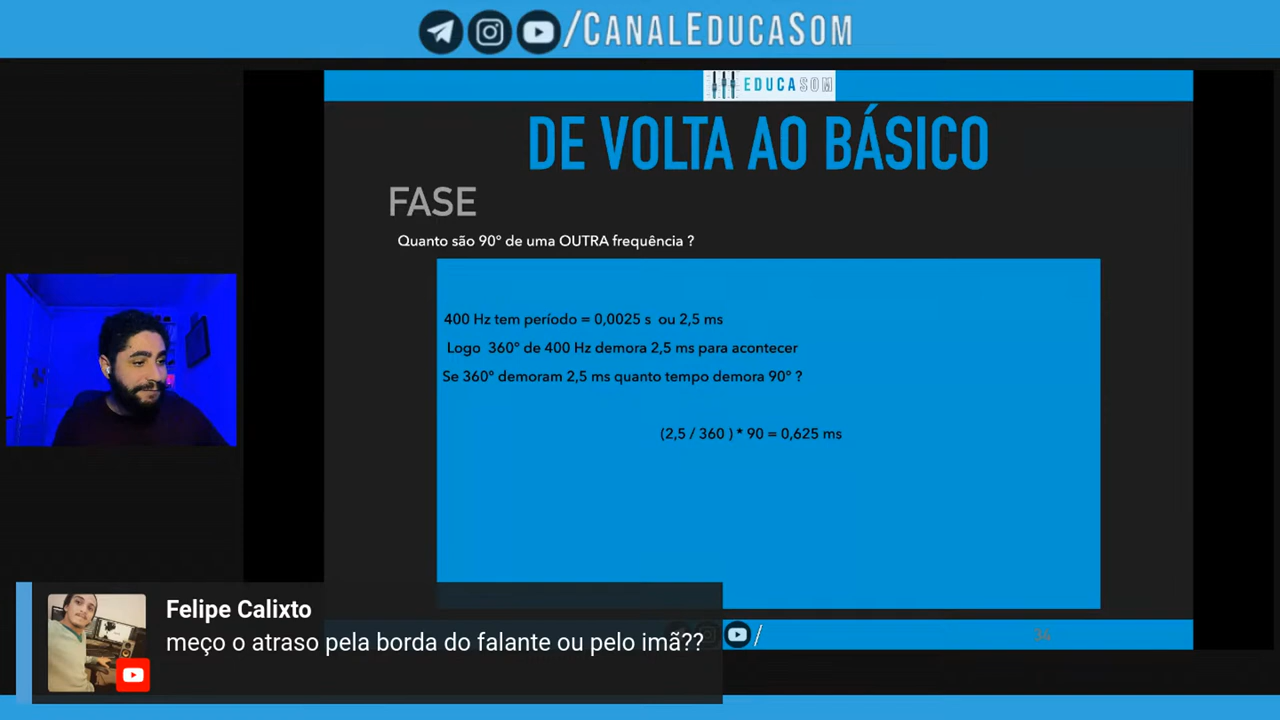 /CANALEDUCASOM
EDUCASOM
DE VOLTA AO BÁSICO
FASE
Quanto são 90° de uma OUTRA frequência ?
400 Hz tem período = 0,0025 s ou 2,5 ms
Logo 360° de 400 Hz demora 2,5 ms para acontecer
Se 360° demoram 2,5 ms quanto tempo demora 90° ?
(2,5 / 360 ) * 90 = 0,625 ms
Felipe Calixto
meço o atraso pela borda do falante ou pelo imã??
/
34